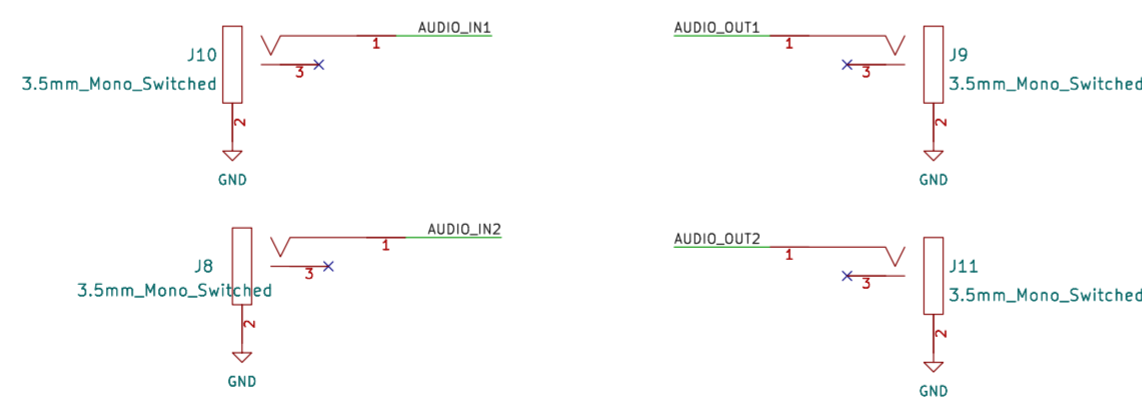 AUDIO_IN1
J10
1
3
3.5mm_Mono_Switched
2
GND
AUDIO_OUT1
1
J9
3
3.5mm_Mono_Switched
2
GND
AUDIO_IN2
1
J8
3
3.5mm_Mono_Switched
2
GND
AUDIO_OUT2
1
J11
3
3.5mm_Mono_Switched
2
GND